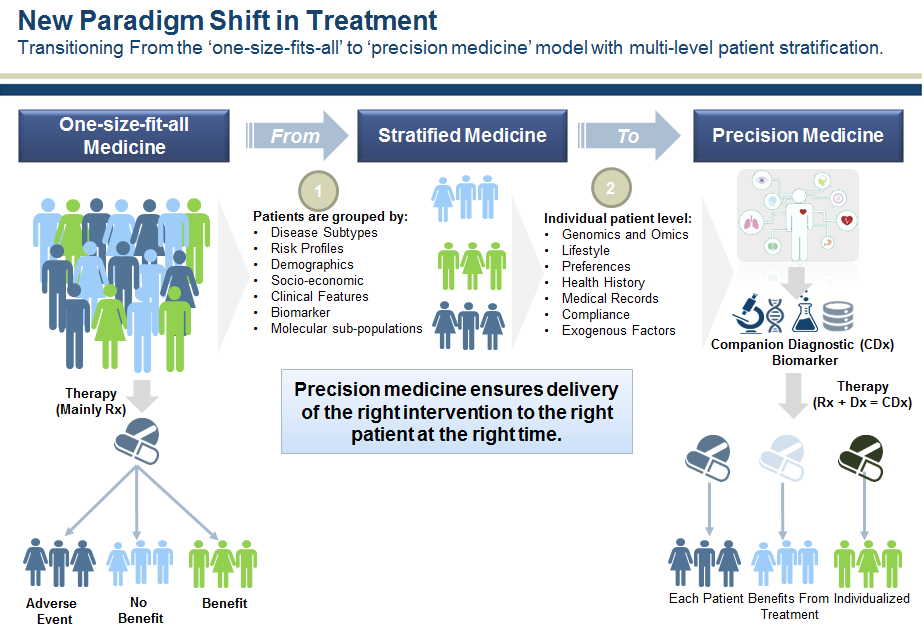 New Paradigm Shift in Treatment
Transitioning From the ‘one-size-fits-all’ to ‘precision medicine’ model with multi-level patient stratification.
One-size-fit-all
Medicine
From
Stratified Medicine
To
Precision Medicine
1
Patients are grouped by:
• Disease Subtypes
• Risk Profiles
• Demographics
• Socio-economic
• Clinical Features
• Biomarker
• Molecular sub-populations
2
Individual patient level:
• Genomics and Omics
• Lifestyle
• Preferences
• Health History
• Medical Records
• Compliance
• Exogenous Factors
Companion Diagnostic (CDx)
Biomarker
Therapy
(Mainly Rx)
Precision medicine ensures delivery
of the right intervention to the right
patient at the right time.
Therapy
(Rx + Dx = CDx)
Adverse
Event
No
Benefit
Benefit
Each Patient Benefits From Individualized
Treatment